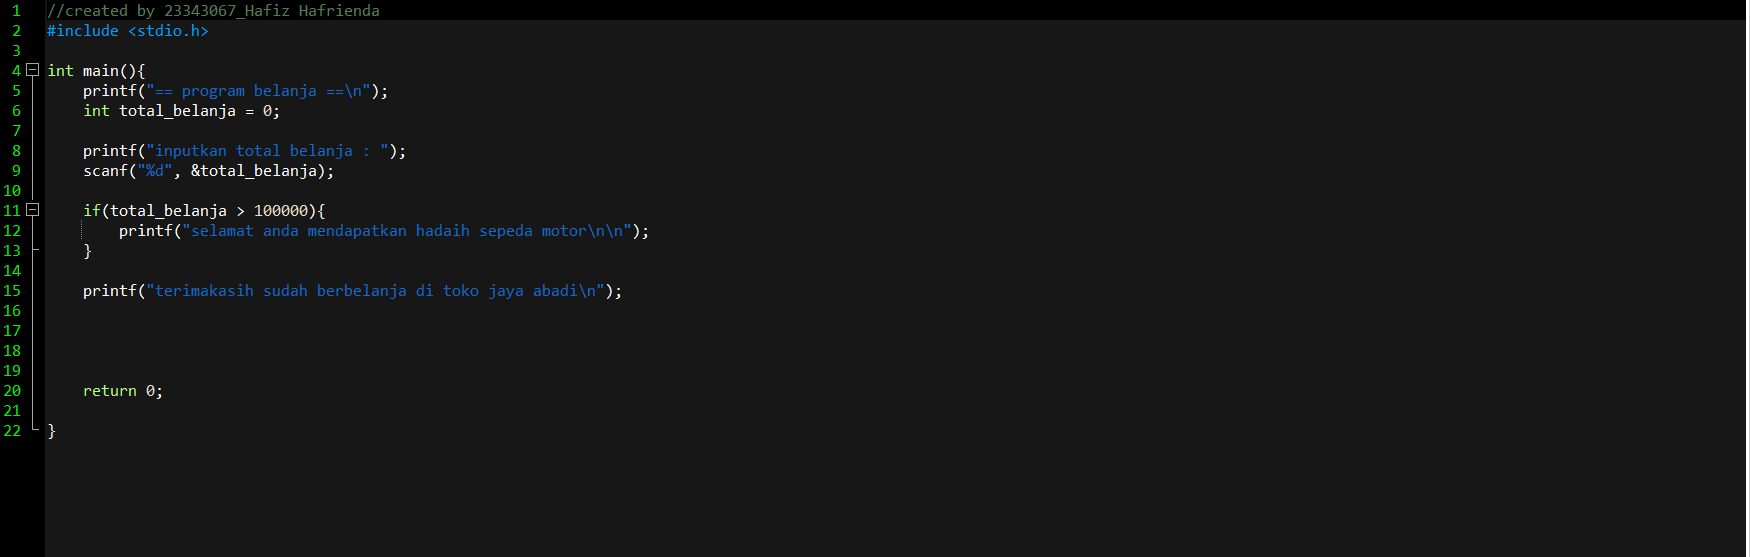 1 //created by 23343067_Hafiz Hafrienda
2 #include <stdio.h>
3
4 int main(){
5 printf("== program belanja ==\n");
6 int total_belanja = 0;
7
8 printf("inputkan total belanja : ");
9 scanf("%d", &total_belanja);
10
11 if(total_belanja > 100000){
12 printf("selamat anda mendapatkan hadaih sepeda motor\n\n");
13 }
14
15 printf("terimakasih sudah berbelanja di toko jaya abadi\n");
16
17
18
19
20 return 0;
21
22 }